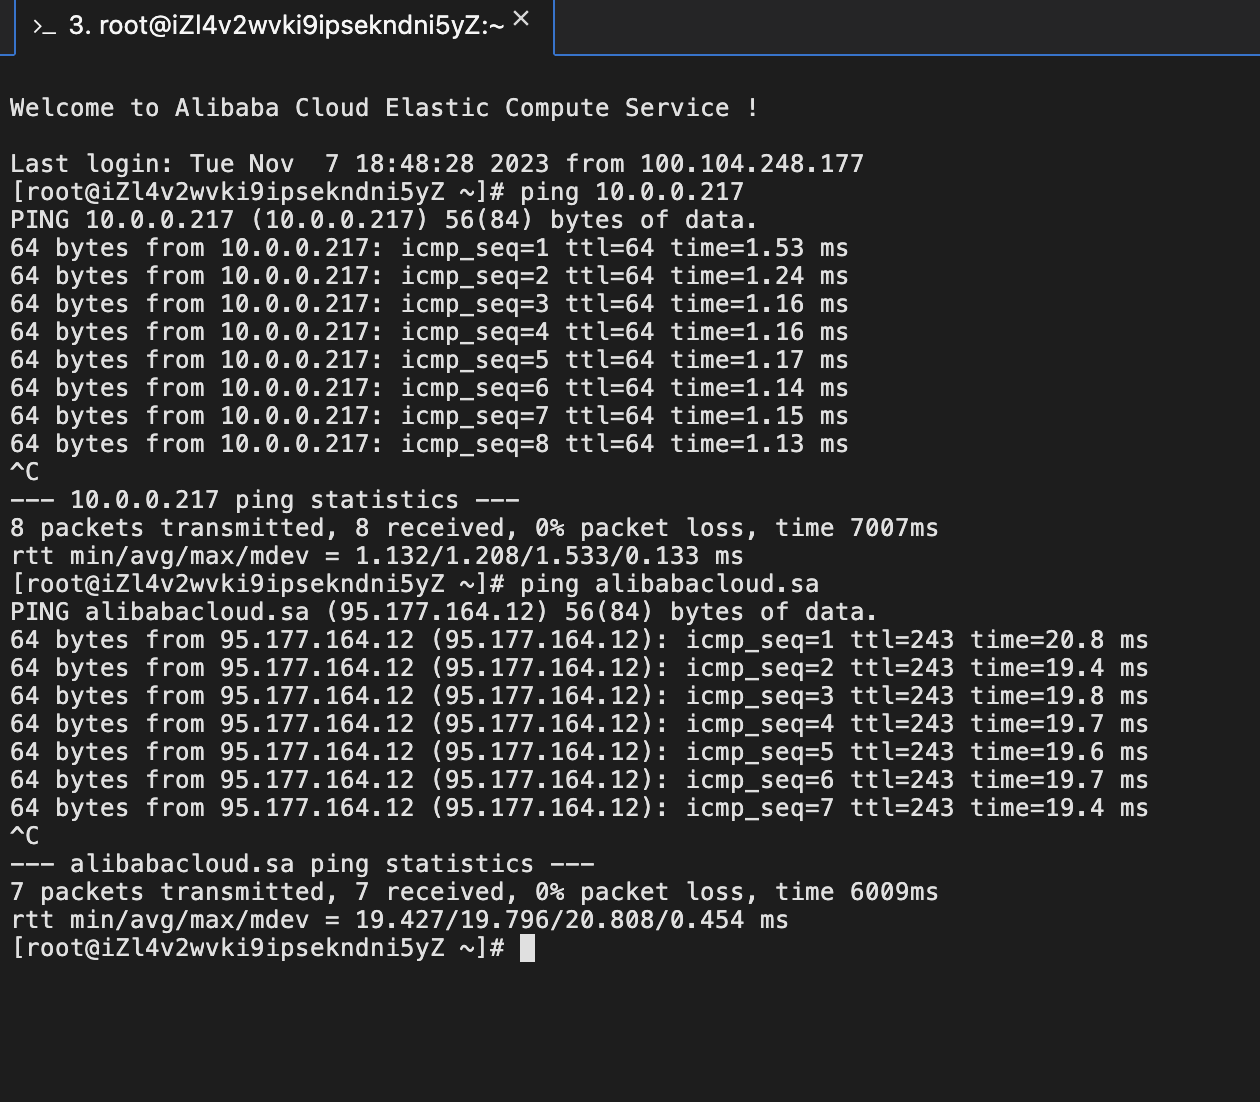 >_ 3. root@iZl4v2wvki9ipsekndni5yZ:~ ×
Welcome to Alibaba Cloud Elastic Compute Service !
Last login: Tue Nov  7 18:48:28 2023 from 100.104.248.177
[root@iZl4v2wvki9ipsekndni5yZ ~]# ping 10.0.0.217
PING 10.0.0.217 (10.0.0.217) 56(84) bytes of data.
64 bytes from 10.0.0.217: icmp_seq=1 ttl=64 time=1.53 ms
64 bytes from 10.0.0.217: icmp_seq=2 ttl=64 time=1.24 ms
64 bytes from 10.0.0.217: icmp_seq=3 ttl=64 time=1.16 ms
64 bytes from 10.0.0.217: icmp_seq=4 ttl=64 time=1.16 ms
64 bytes from 10.0.0.217: icmp_seq=5 ttl=64 time=1.17 ms
64 bytes from 10.0.0.217: icmp_seq=6 ttl=64 time=1.14 ms
64 bytes from 10.0.0.217: icmp_seq=7 ttl=64 time=1.15 ms
64 bytes from 10.0.0.217: icmp_seq=8 ttl=64 time=1.13 ms
^C
--- 10.0.0.217 ping statistics ---
8 packets transmitted, 8 received, 0% packet loss, time 7007ms
rtt min/avg/max/mdev = 1.132/1.208/1.533/0.133 ms
[root@iZl4v2wvki9ipsekndni5yZ ~]# ping alibabacloud.sa
PING alibabacloud.sa (95.177.164.12) 56(84) bytes of data.
64 bytes from 95.177.164.12 (95.177.164.12): icmp_seq=1 ttl=243 time=20.8 ms
64 bytes from 95.177.164.12 (95.177.164.12): icmp_seq=2 ttl=243 time=19.4 ms
64 bytes from 95.177.164.12 (95.177.164.12): icmp_seq=3 ttl=243 time=19.8 ms
64 bytes from 95.177.164.12 (95.177.164.12): icmp_seq=4 ttl=243 time=19.7 ms
64 bytes from 95.177.164.12 (95.177.164.12): icmp_seq=5 ttl=243 time=19.6 ms
64 bytes from 95.177.164.12 (95.177.164.12): icmp_seq=6 ttl=243 time=19.7 ms
64 bytes from 95.177.164.12 (95.177.164.12): icmp_seq=7 ttl=243 time=19.4 ms
^C
--- alibabacloud.sa ping statistics ---
7 packets transmitted, 7 received, 0% packet loss, time 6009ms
rtt min/avg/max/mdev = 19.427/19.796/20.808/0.454 ms
[root@iZl4v2wvki9ipsekndni5yZ ~]#